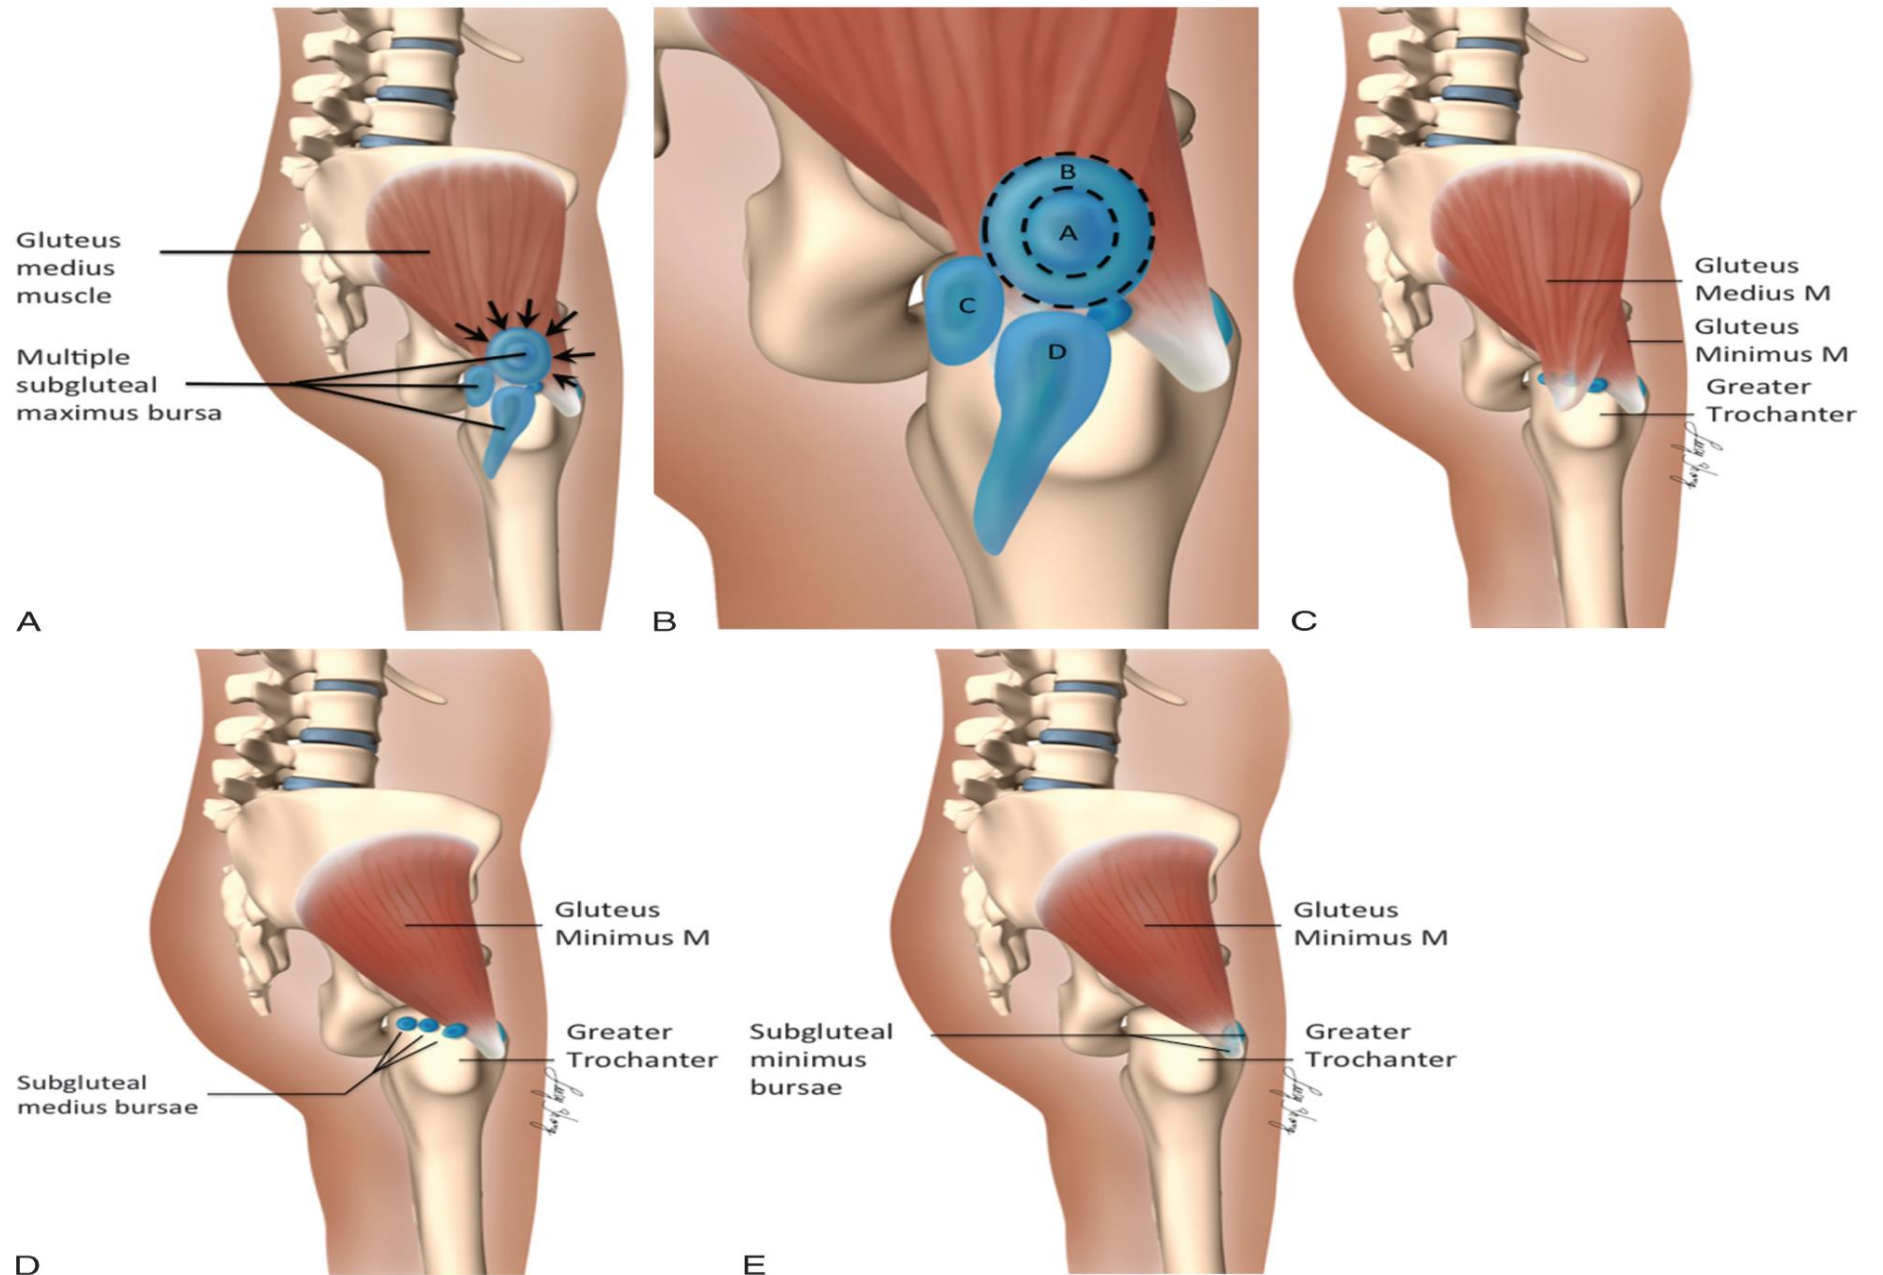 Gluteus
medius
muscle
Multiple
subgluteal
maximus bursa
A
B
A
C
D
B
Gluteus
Medius M
Gluteus
Minimus M
Greater
Trochanter
C
Gluteus
Minimus M
Greater
Trochanter
Subgluteal
medius bursae
D
Gluteus
Minimus M
Subgluteal
minimus
bursae
Greater
Trochanter
E